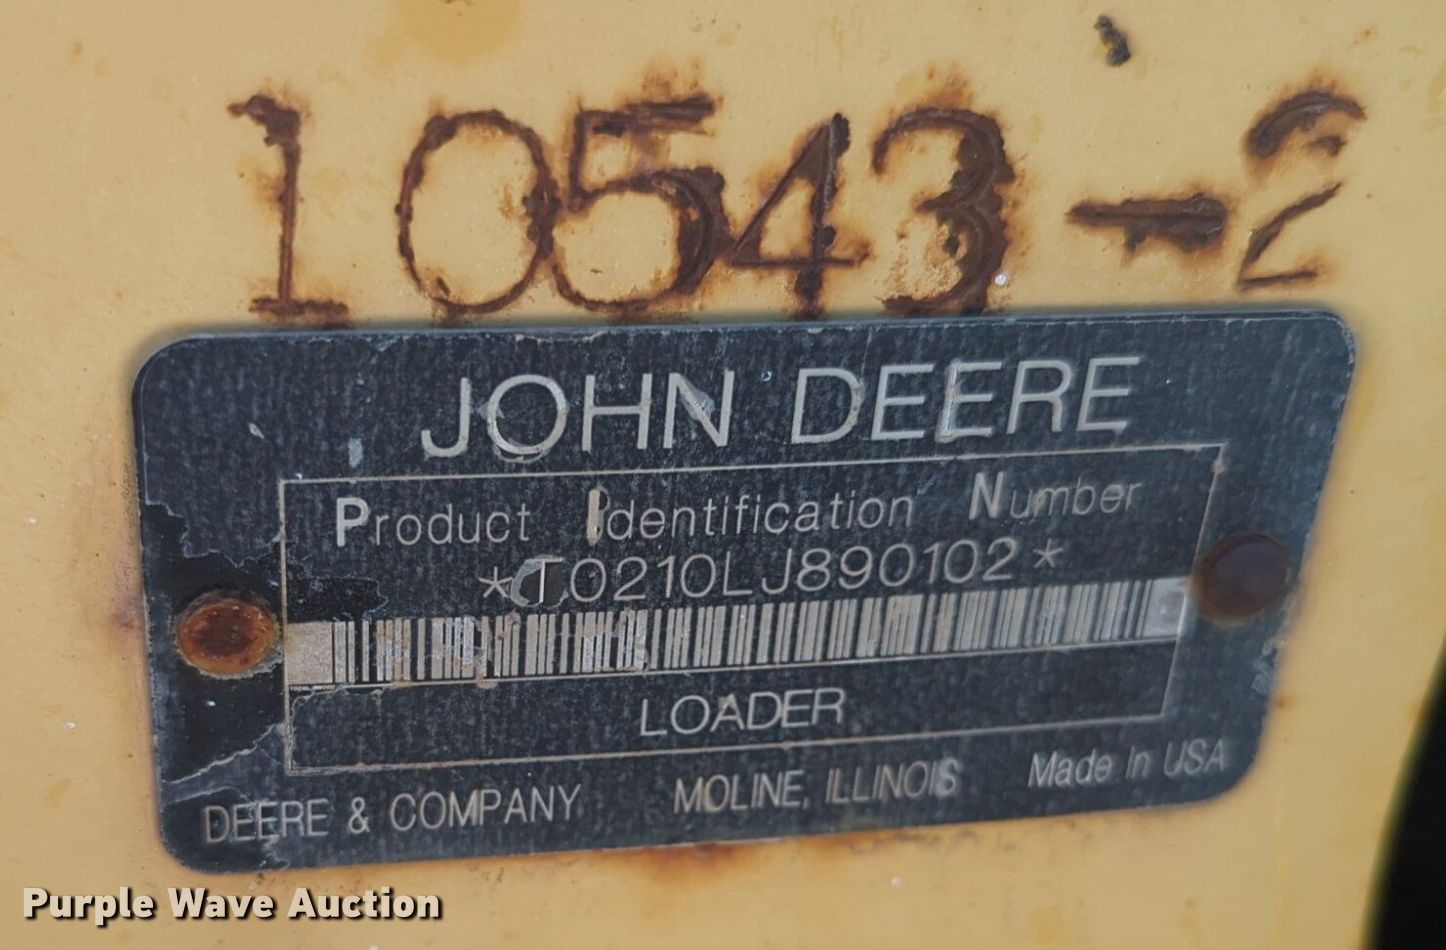 10543-2
JOHN DEERE
Product Identification Number
*T0210LJ890102*
LOADER
DEERE & COMPANY MOLINE, ILLINOIS Made in USA
Purple Wave Auction